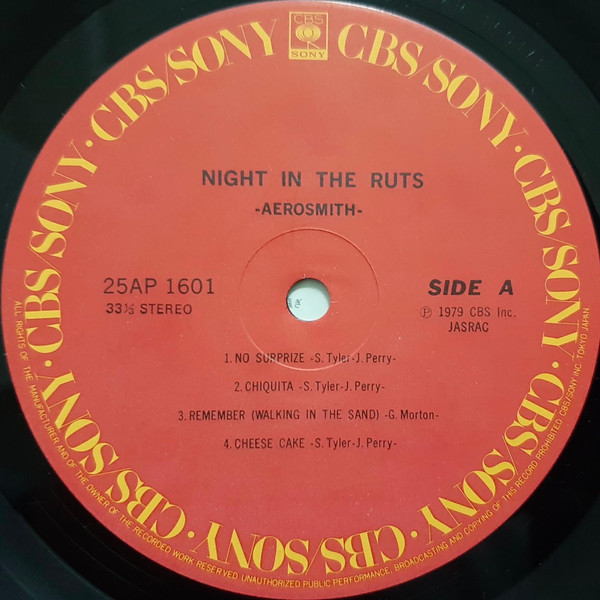 CBS
SONY
CBS/SONY · CBS/SONY · CBS/SONY · CBS/SONY · CBS/SONY · CBS/SONY · CBS/SONY · CBS/SONY
NIGHT IN THE RUTS
-AEROSMITH-
25AP 1601
33⅓ STEREO
SIDE A
Ⓟ 1979 CBS Inc.
JASRAC
1. NO SURPRIZE -S. Tyler-J. Perry-
2. CHIQUITA -S. Tyler-J. Perry-
3. REMEMBER (WALKING IN THE SAND) -G. Morton-
4. CHEESE CAKE -S. Tyler-J. Perry-
ALL RIGHTS OF THE MANUFACTURER AND OF THE OWNER OF THE RECORDED WORK RESERVED UNAUTHORIZED PUBLIC PERFORMANCE, BROADCASTING AND COPYING OF THIS RECORD PROHIBITED CBS/SONY INC. TOKYO JAPAN.